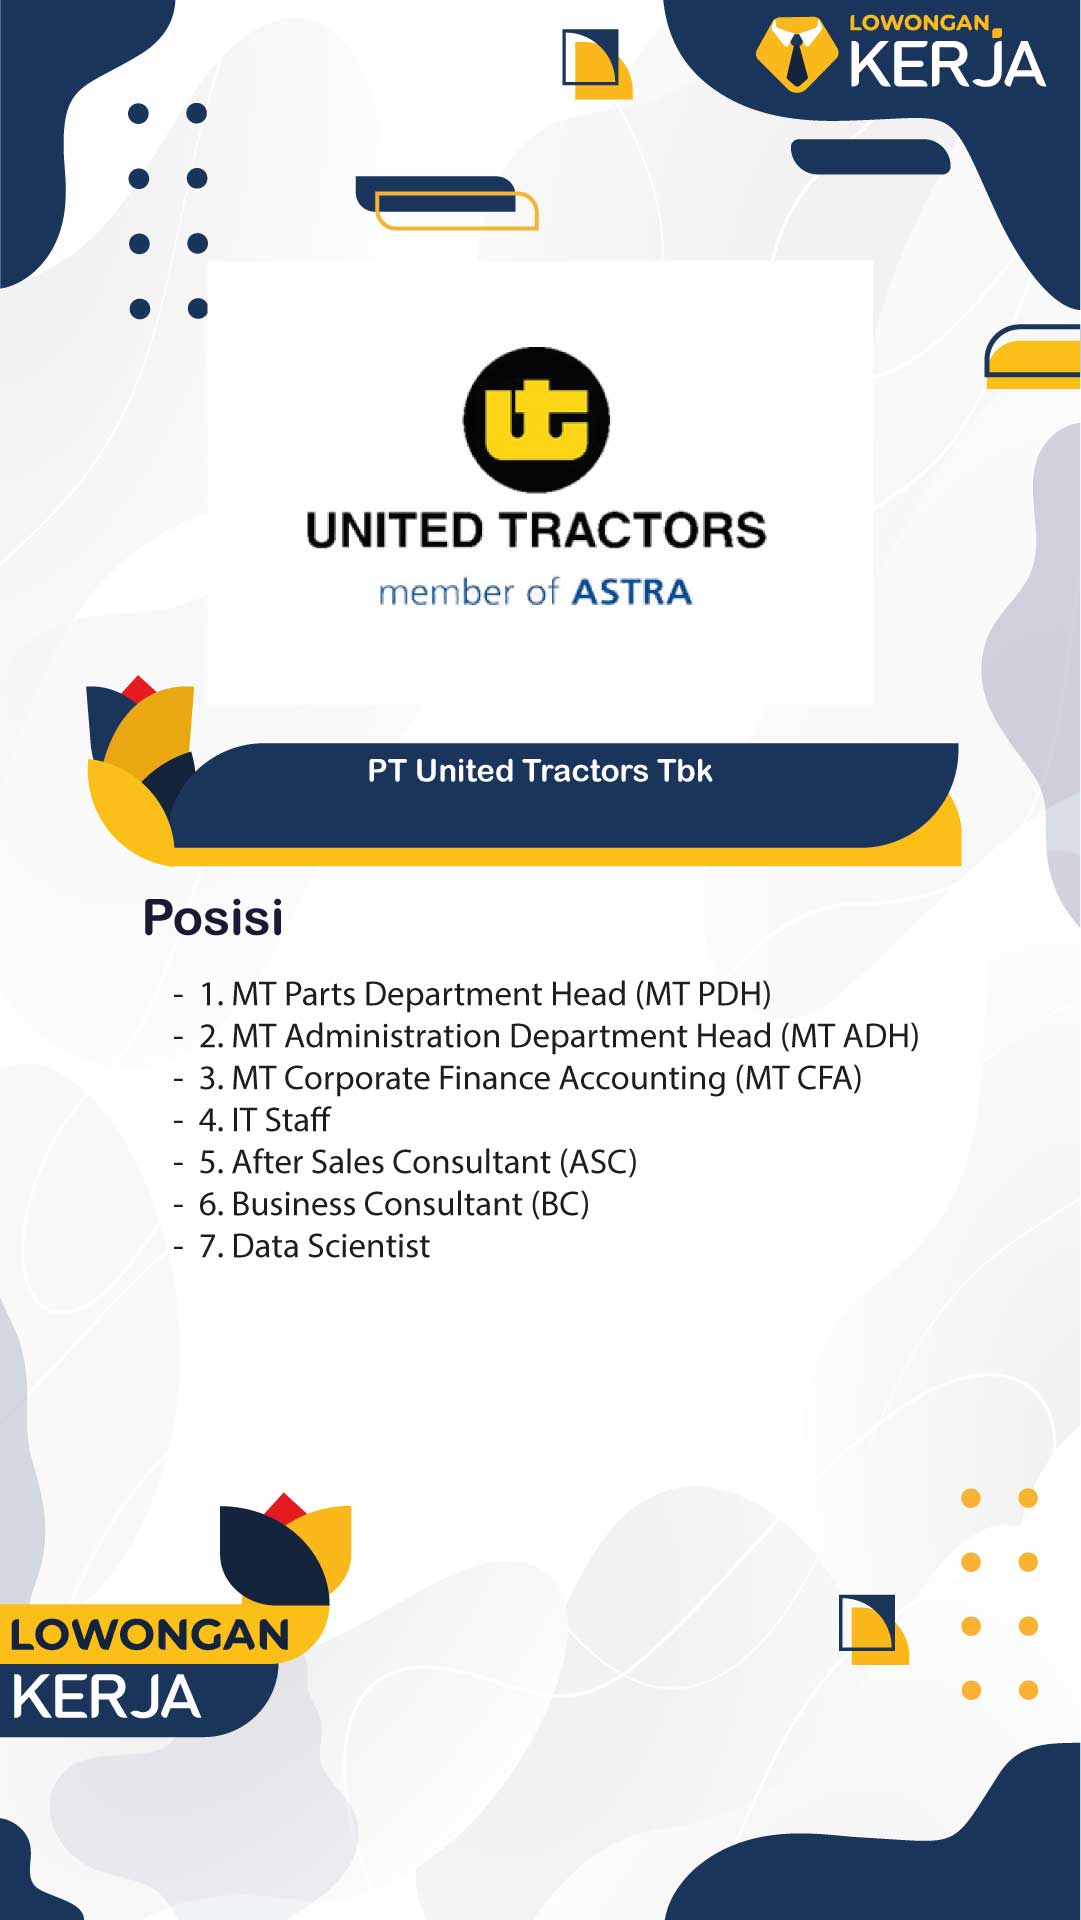 LOWONGAN
KERJA
ut
UNITED TRACTORS
member of ASTRA
PT United Tractors Tbk
Posisi
- 1. MT Parts Department Head (MT PDH)
- 2. MT Administration Department Head (MT ADH)
- 3. MT Corporate Finance Accounting (MT CFA)
- 4. IT Staff
- 5. After Sales Consultant (ASC)
- 6. Business Consultant (BC)
- 7. Data Scientist
LOWONGAN
KERJA